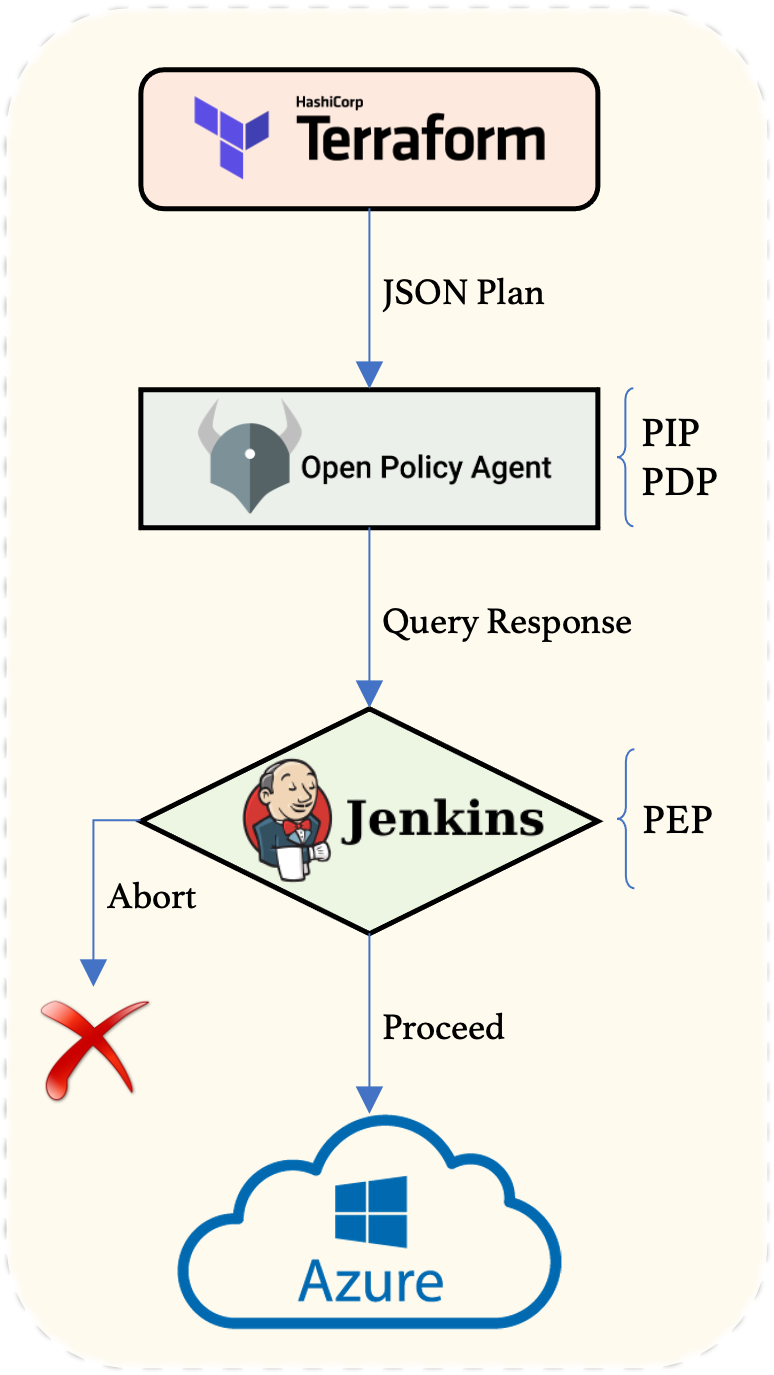 HashiCorp
Terraform
JSON Plan
Open Policy Agent
PIP
PDP
Query Response
Jenkins
PEP
Abort
Proceed
Azure